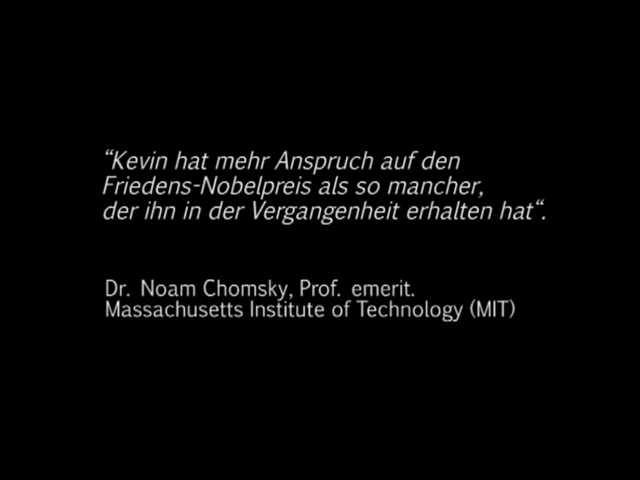 “Kevin hat mehr Anspruch auf den
Friedens-Nobelpreis als so mancher,
der ihn in der Vergangenheit erhalten hat“.
Dr. Noam Chomsky, Prof. emerit.
Massachusetts Institute of Technology (MIT)